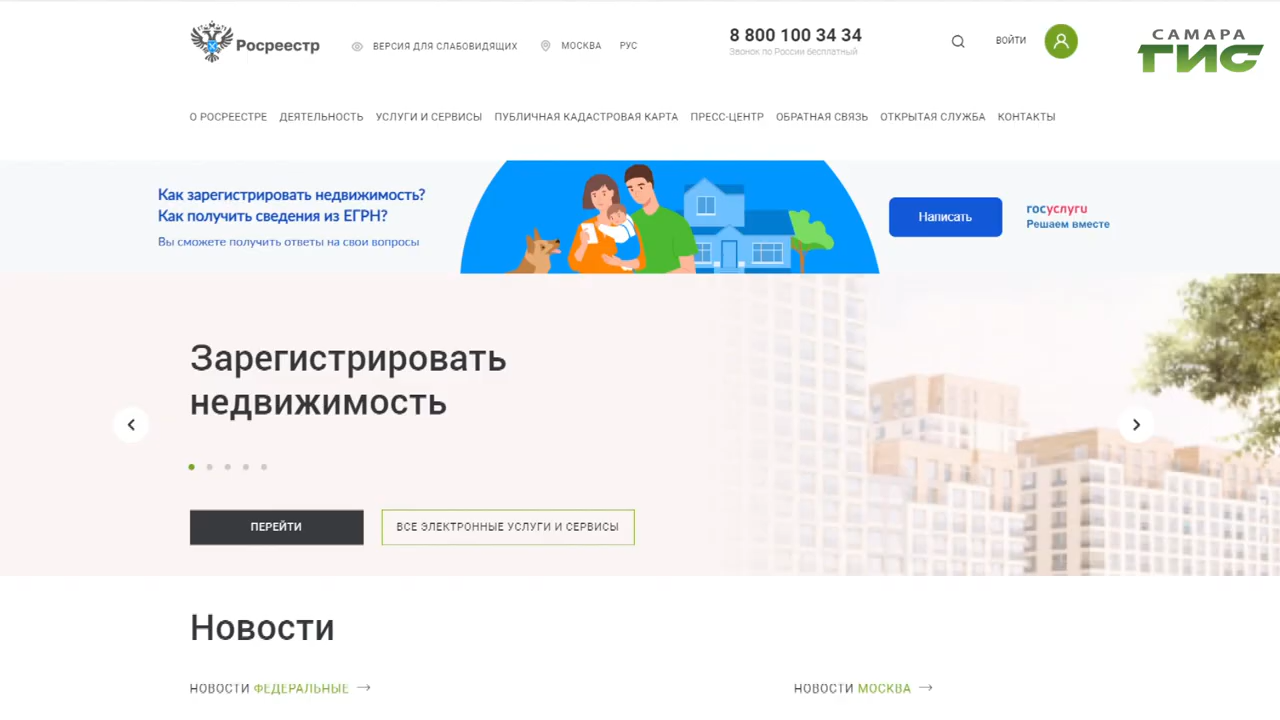 Росреестр
ВЕРСИЯ ДЛЯ СЛАБОВИДЯЩИХ
МОСКВА
РУС
8 800 100 34 34
Звонок по России бесплатный
ВОЙТИ
САМАРА
ГИС
О РОСРЕЕСТРЕ ДЕЯТЕЛЬНОСТЬ УСЛУГИ И СЕРВИСЫ ПУБЛИЧНАЯ КАДАСТРОВАЯ КАРТА ПРЕСС-ЦЕНТР ОБРАТНАЯ СВЯЗЬ ОТКРЫТАЯ СЛУЖБА КОНТАКТЫ
Как зарегистрировать недвижимость?
Как получить сведения из ЕГРН?
Вы сможете получить ответы на свои вопросы
Написать
госуслуги
Решаем вместе
Зарегистрировать
недвижимость
ПЕРЕЙТИ
ВСЕ ЭЛЕКТРОННЫЕ УСЛУГИ И СЕРВИСЫ
Новости
НОВОСТИ ФЕДЕРАЛЬНЫЕ
НОВОСТИ МОСКВА